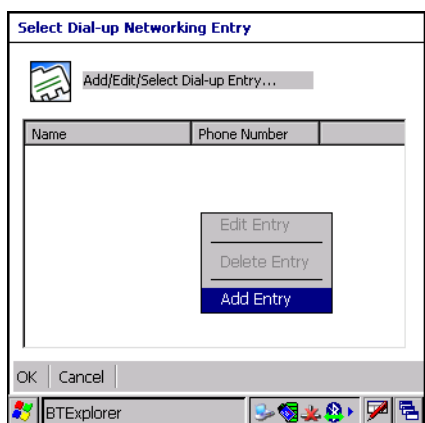 Select Dial-up Networking Entry
Add/Edit/Select Dial-up Entry...
Name Phone Number
Edit Entry
Delete Entry
Add Entry
OK Cancel
BTExplorer